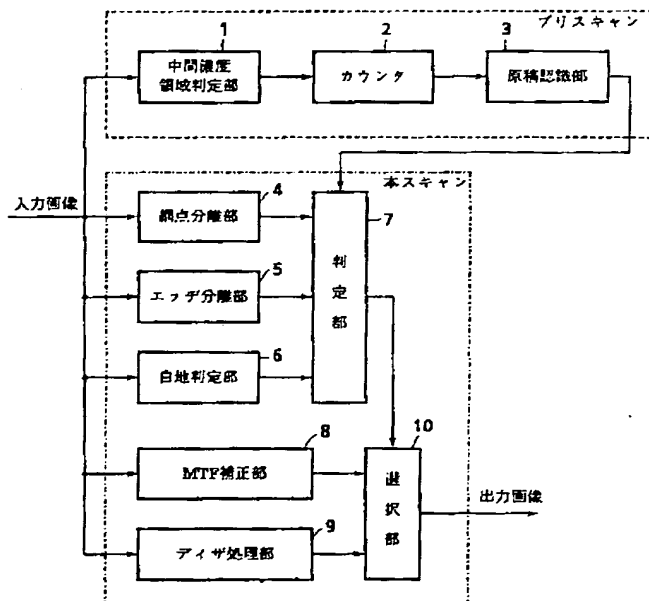 プリスキャン
1
中間濃度
領域判定部
2
カウンタ
3
原稿認識部
本スキャン
入力画像
4
網点分離部
5
エッヂ分離部
6
白地判定部
7
判定部
8
MTF補正部
9
ディザ処理部
10
選択部
出力画像